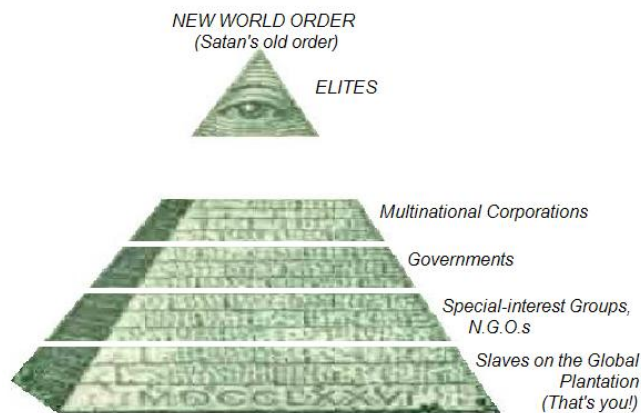 NEW WORLD ORDER
(Satan's old order)
ELITES
Multinational Corporations
Governments
Special-interest Groups,
N.G.O.s
Slaves on the Global
Plantation
(That's you!)
MDCCLXXVI